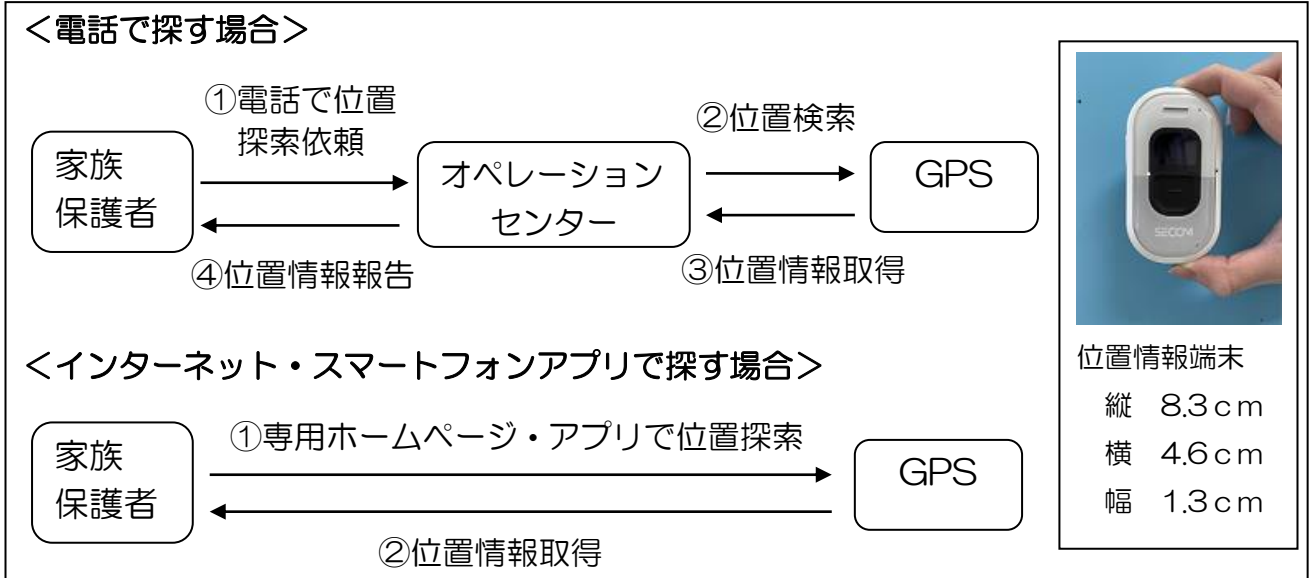 ＜電話で探す場合＞
①電話で位置
探索依頼
②位置検索
家族
保護者
オペレーション
センター
GPS
④位置情報報告
③位置情報取得
SECOM
位置情報端末
縦 8.3ｃｍ
横 4.6ｃｍ
幅 1.3ｃｍ
＜インターネット・スマートフォンアプリで探す場合＞
①専用ホームページ・アプリで位置探索
家族
保護者
GPS
②位置情報取得